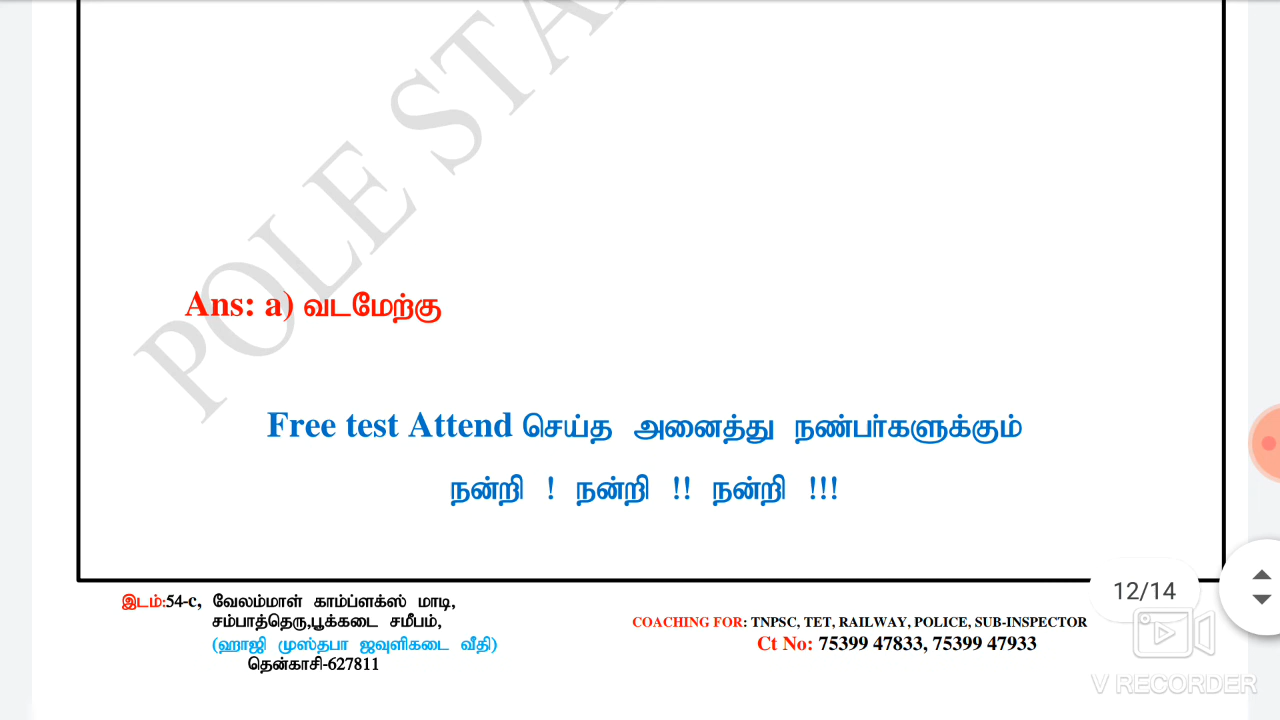 POLE STA
Ans: a) வடமேற்கு
Free test Attend செய்த அனைத்து நண்பர்களுக்கும்
நன்றி ! நன்றி !! நன்றி !!!
இடம்:54-c, வேலம்மாள் காம்ப்ளக்ஸ் மாடி,
சம்பாத்தெரு,பூக்கடை சமீபம்,
(ஹாஜி முஸ்தபா ஜவுளிகடை வீதி)
தென்காசி-627811
COACHING FOR: TNPSC, TET, RAILWAY, POLICE, SUB-INSPECTOR
Ct No: 75399 47833, 75399 47933
12/14
V RECORDER